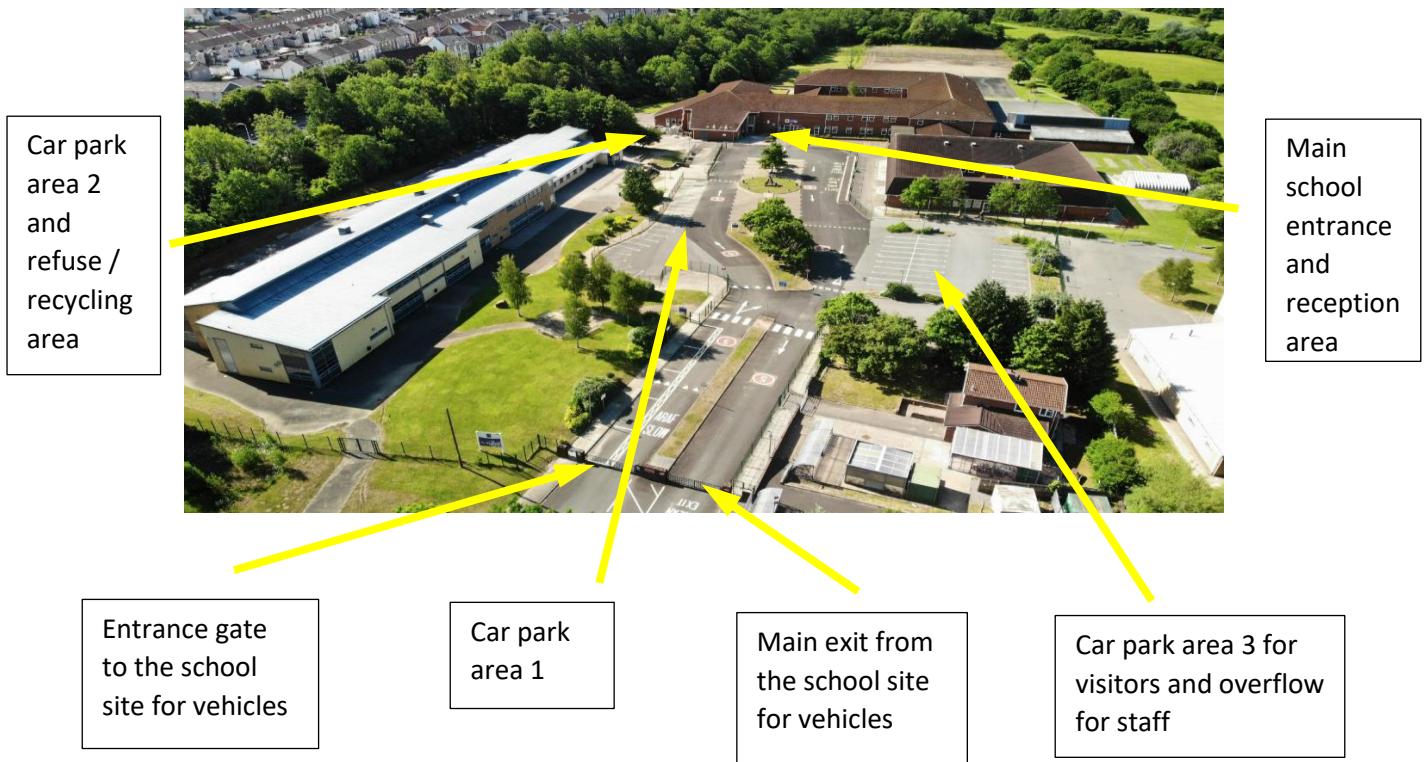 Car park
area 2
and
refuse /
recycling
area
Main
school
entrance
and
reception
area
ARAF
SLOW
EXIT
Entrance gate
to the school
site for vehicles
Car park
area 1
Main exit from
the school site
for vehicles
Car park area 3 for
visitors and overflow
for staff